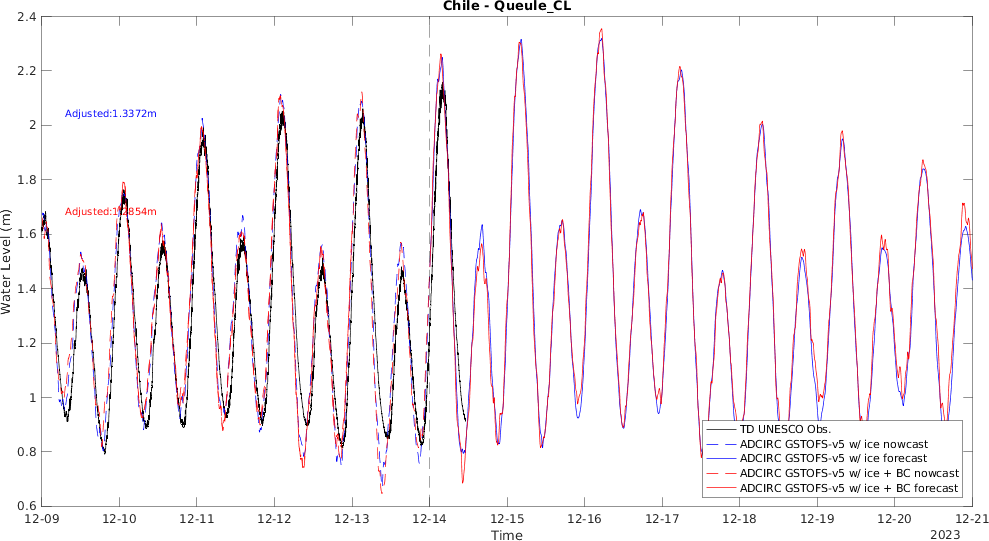 Chile - Queule_CL
Water Level (m)
2.4
2.2
2
1.8
1.6
1.4
1.2
1
0.8
0.6
Adjusted:1.3372m
Adjusted:1.2854m
TD UNESCO Obs.
ADCIRC GSTOFS-v5 w/ ice nowcast
ADCIRC GSTOFS-v5 w/ ice forecast
ADCIRC GSTOFS-v5 w/ ice + BC nowcast
ADCIRC GSTOFS-v5 w/ ice + BC forecast
12-09 12-10 12-11 12-12 12-13 12-14 12-15 12-16 12-17 12-18 12-19 12-20 12-21
Time
2023